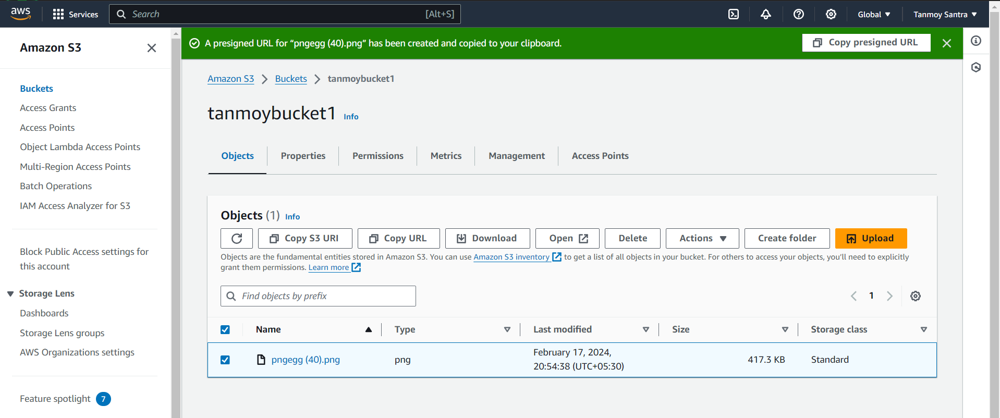 aws
Services
Search
[Alt+S]
Global
Tanmoy Santra
Amazon S3
Buckets
Access Grants
Access Points
Object Lambda Access Points
Multi-Region Access Points
Batch Operations
IAM Access Analyzer for S3
Block Public Access settings for
this account
Storage Lens
Dashboards
Storage Lens groups
AWS Organizations settings
Feature spotlight 7
A presigned URL for “pngegg (40).png” has been created and copied to your clipboard.
Copy presigned URL
Amazon S3 > Buckets > tanmoybucket1
tanmoybucket1 Info
Objects
Properties
Permissions
Metrics
Management
Access Points
Objects (1) Info
Copy S3 URI
Copy URL
Download
Open
Delete
Actions
Create folder
Upload
Objects are the fundamental entities stored in Amazon S3. You can use Amazon S3 inventory to get a list of all objects in your bucket. For others to access your objects, you’ll need to explicitly
grant them permissions. Learn more
Find objects by prefix
1
Name
Type
Last modified
Size
Storage class
pngegg (40).png
png
February 17, 2024,
20:54:38 (UTC+05:30)
417.3 KB
Standard